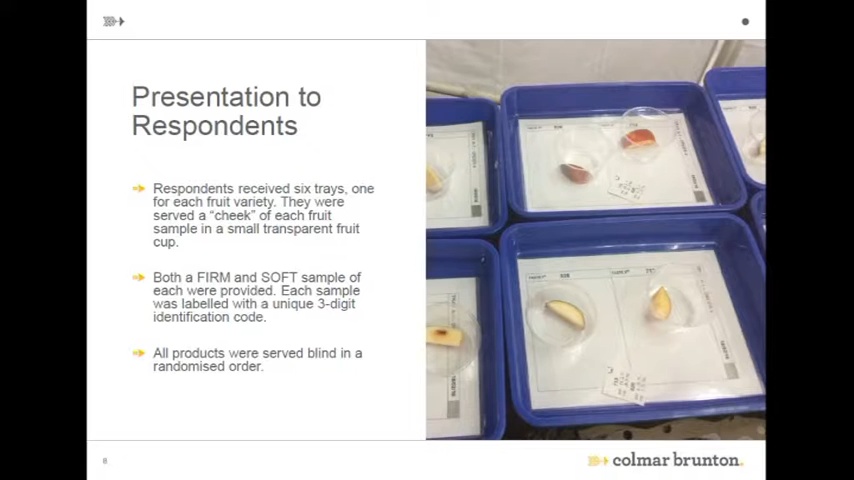 Presentation to
Respondents
Respondents received six trays, one
for each fruit variety. They were
served a “cheek” of each fruit
sample in a small transparent fruit
cup.
Both a FIRM and SOFT sample of
each were provided. Each sample
was labelled with a unique 3-digit
identification code.
All products were served blind in a
randomised order.
8
colmar brunton.